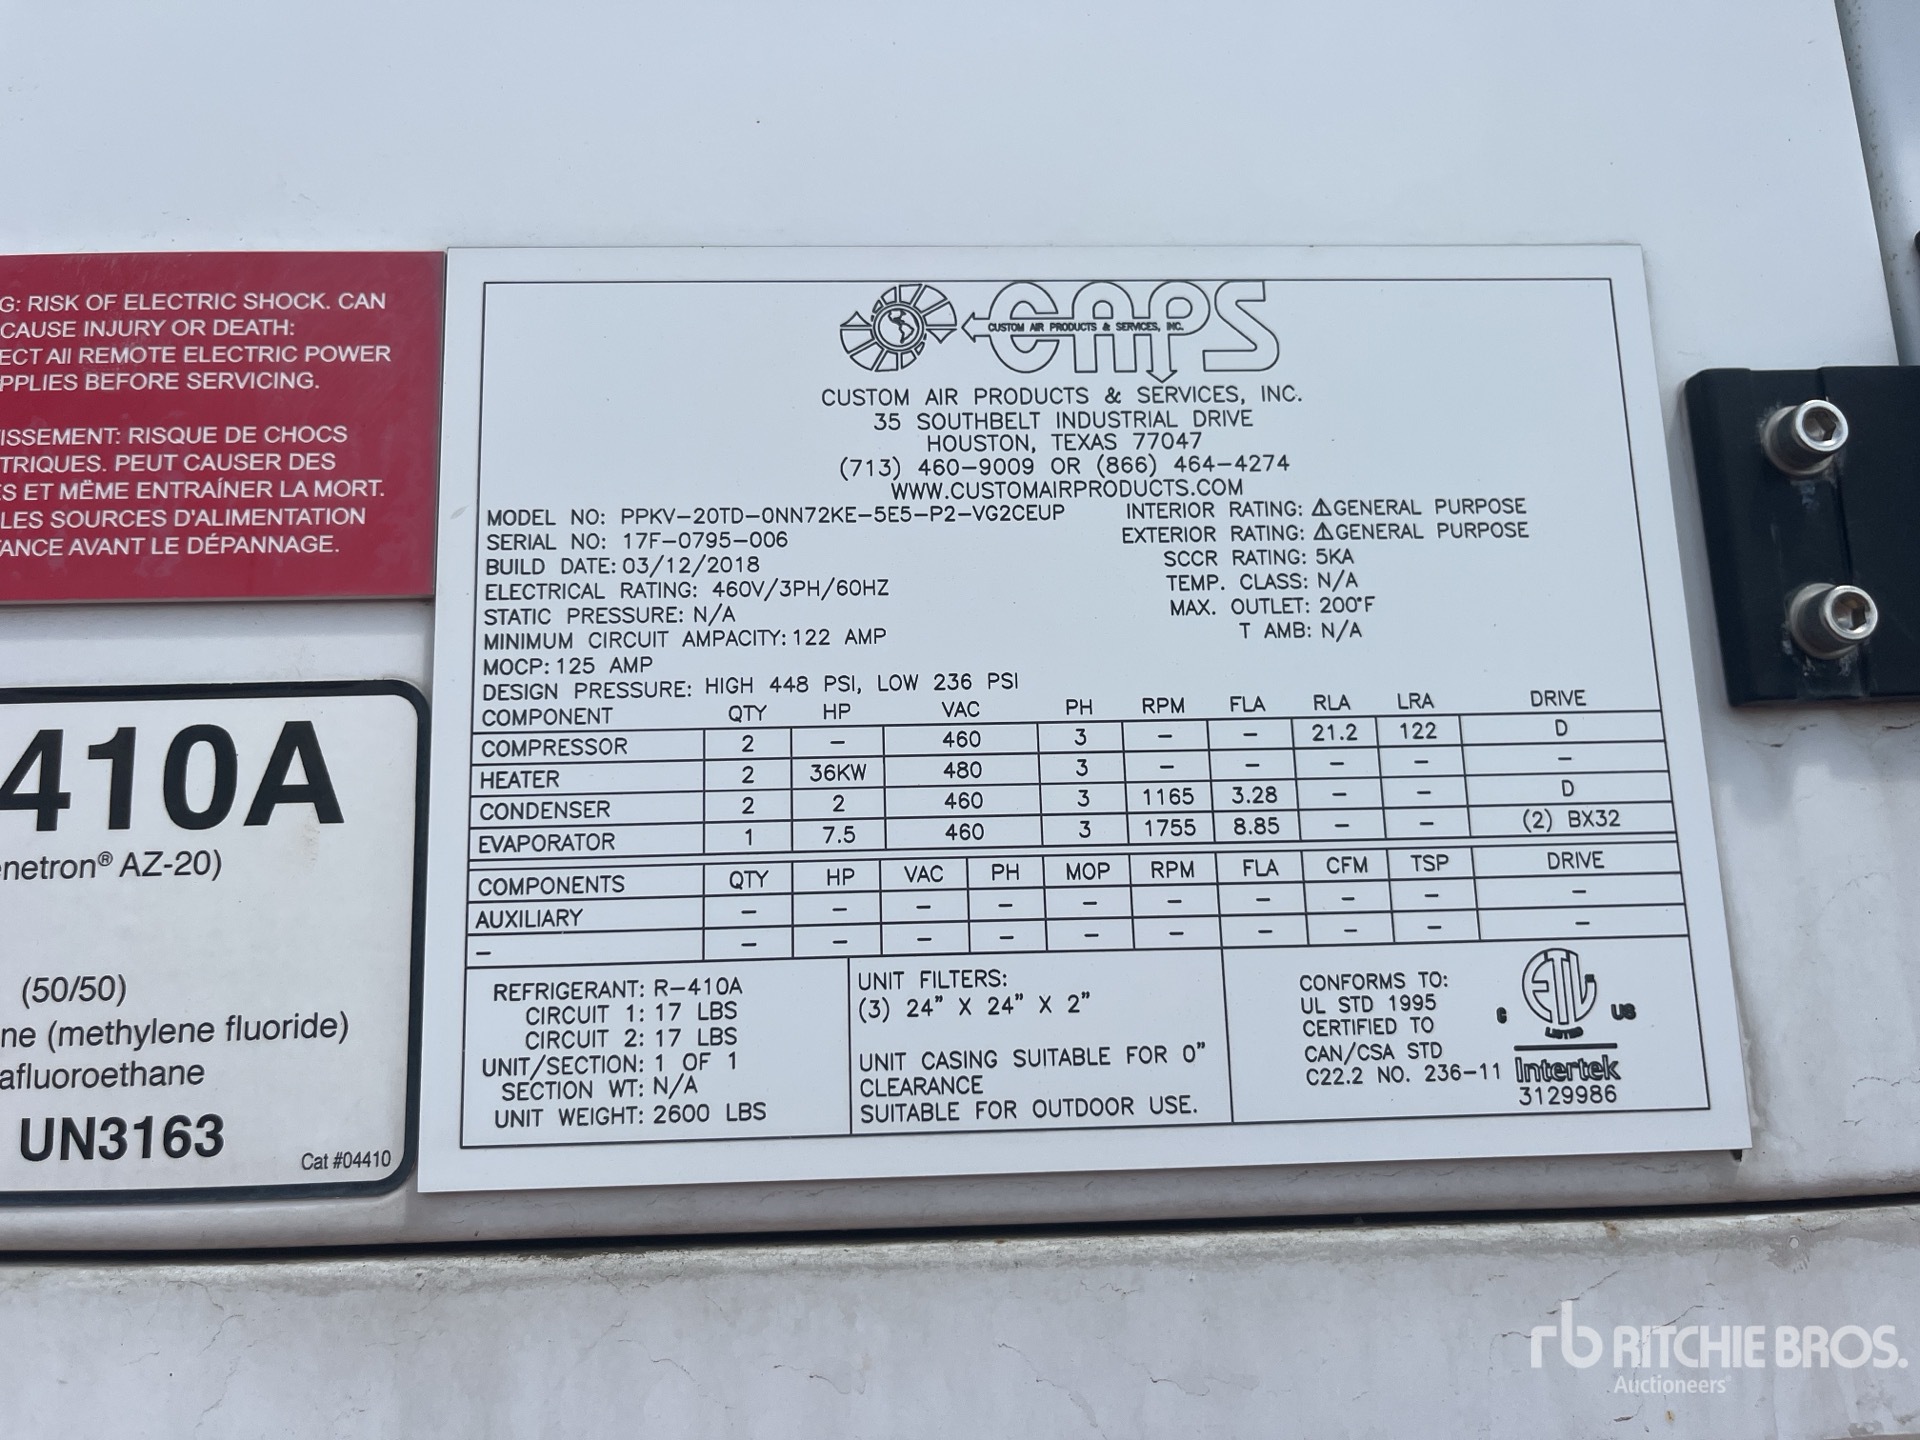 G: RISK OF ELECTRIC SHOCK. CAN
CAUSE INJURY OR DEATH:
ECT All REMOTE ELECTRIC POWER
PPLIES BEFORE SERVICING.
ISSEMENT: RISQUE DE CHOCS
TRIQUES. PEUT CAUSER DES
S ET MËME ENTRAÎNER LA MORT.
LES SOURCES D'ALIMENTATION
TANCE AVANT LE DÉPANNAGE.
410A
enetron® AZ-20)
(50/50)
ne (methylene fluoride)
afluoroethane
UN3163
Cat #04410
CAPS
CUSTOM AIR PRODUCTS & SERVICES, INC.
CUSTOM AIR PRODUCTS & SERVICES, INC.
35 SOUTHBELT INDUSTRIAL DRIVE
HOUSTON, TEXAS 77047
(713) 460-9009 OR (866) 464-4274
WWW.CUSTOMAIRPRODUCTS.COM
MODEL NO: PPKV-20TD-0NN72KE-5E5-P2-VG2CEUP
SERIAL NO: 17F-0795-006
BUILD DATE: 03/12/2018
ELECTRICAL RATING: 460V/3PH/60HZ
STATIC PRESSURE: N/A
MINIMUM CIRCUIT AMPACITY: 122 AMP
MOCP: 125 AMP
DESIGN PRESSURE: HIGH 448 PSI, LOW 236 PSI
INTERIOR RATING: ⚠GENERAL PURPOSE
EXTERIOR RATING: ⚠GENERAL PURPOSE
SCCR RATING: 5KA
TEMP. CLASS: N/A
MAX. OUTLET: 200°F
T AMB: N/A
COMPONENT QTY HP VAC PH RPM FLA RLA LRA DRIVE
COMPRESSOR 2 - 460 3 - - 21.2 122 D
HEATER 2 36KW 480 3 - - - - -
CONDENSER 2 2 460 3 1165 3.28 - - D
EVAPORATOR 1 7.5 460 3 1755 8.85 - - (2) BX32
COMPONENTS QTY HP VAC PH MOP RPM FLA CFM TSP DRIVE
AUXILIARY - - - - - - - - - -
- - - - - - - - - - -
REFRIGERANT: R-410A
CIRCUIT 1: 17 LBS
CIRCUIT 2: 17 LBS
UNIT/SECTION: 1 OF 1
SECTION WT: N/A
UNIT WEIGHT: 2600 LBS
UNIT FILTERS:
(3) 24" X 24" X 2"
UNIT CASING SUITABLE FOR 0"
CLEARANCE
SUITABLE FOR OUTDOOR USE.
CONFORMS TO:
UL STD 1995
CERTIFIED TO
CAN/CSA STD
C22.2 NO. 236-11
ETL
C US
LISTED
Intertek
3129986
rb RITCHIE BROS.
Auctioneers